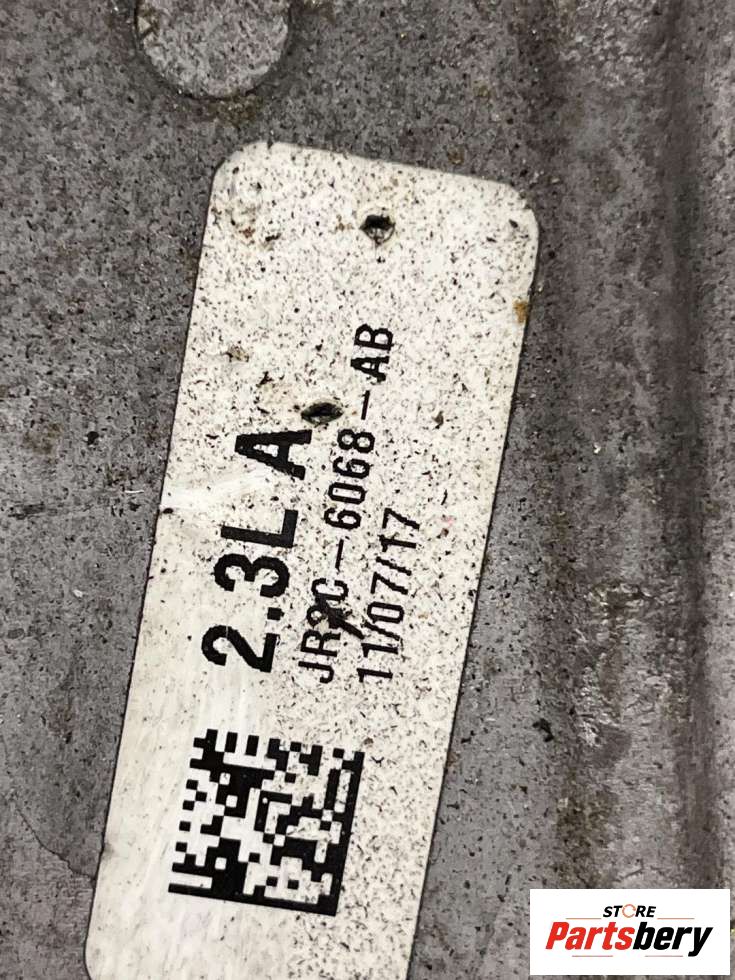 2.3L A
JR3C-6068-AB
11/07/17
STORE
Partsbery